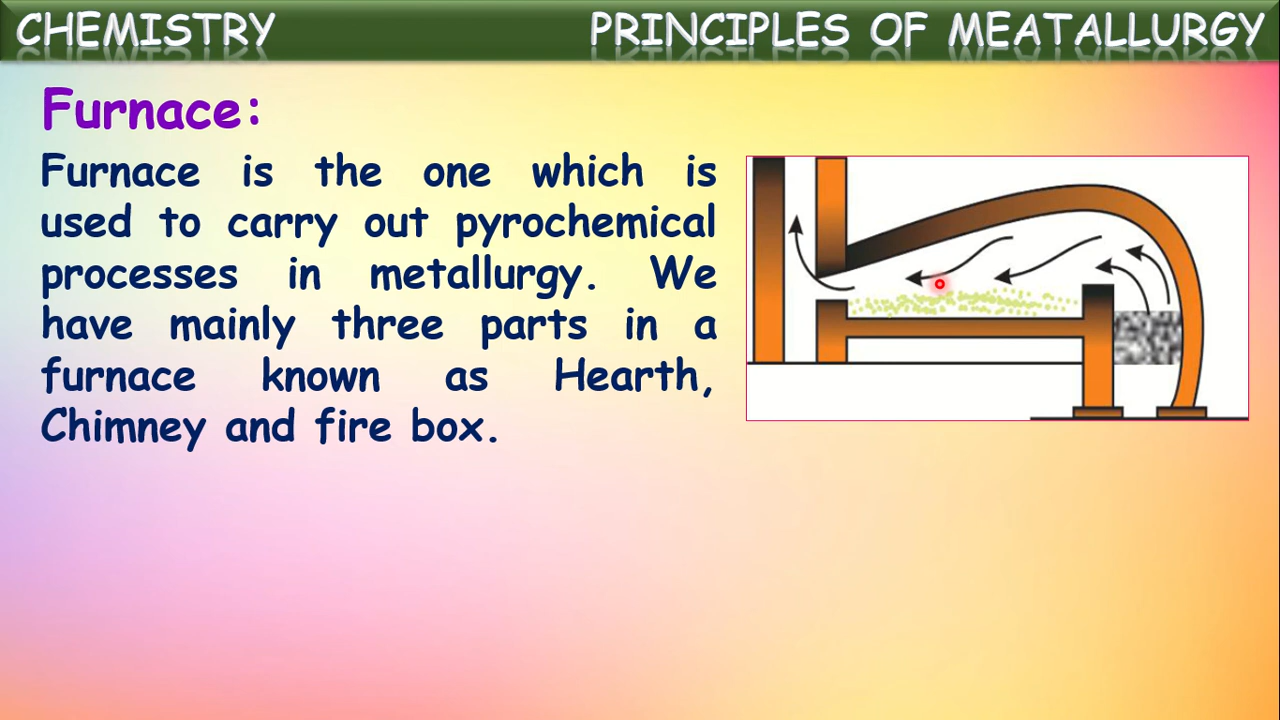 CHEMISTRY PRINCIPLES OF MEATALLURGY
Furnace:
Furnace is the one which is
used to carry out pyrochemical
processes in metallurgy. We
have mainly three parts in a
furnace known as Hearth,
Chimney and fire box.